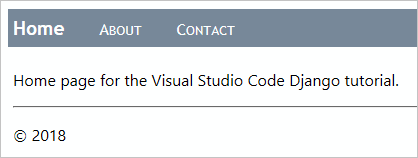 Home About Contact
Home page for the Visual Studio Code Django tutorial.
© 2018